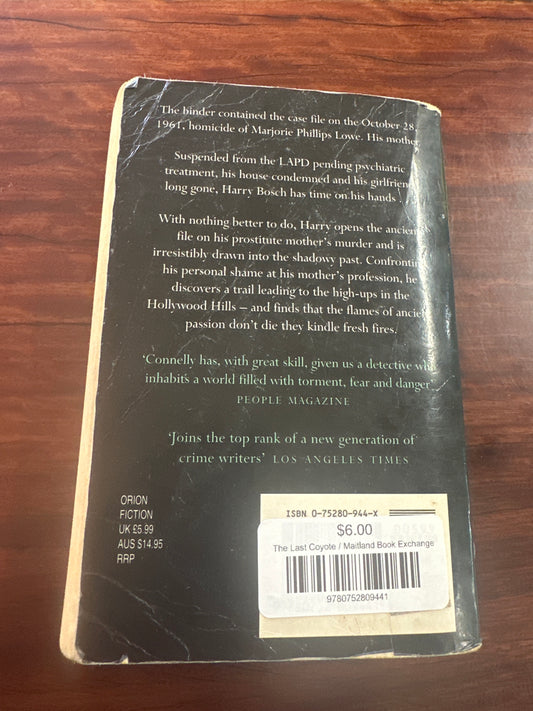 The binder contained the case file on the October 28,
1961, homicide of Marjorie Phillips Lowe. His mother
Suspended from the LAPD pending psychiatric
treatment, his house condemned and his girlfriend
long gone, Harry Bosch has time on his hands .
With nothing better to do, Harry opens the ancient
file on his prostitute mother's murder and is
irresistibly drawn into the shadowy past. Confronting
his personal shame at his mother's profession, he
discovers a trail leading to the high-ups in the
Hollywood Hills – and finds that the flames of ancient
passion don't die they kindle fresh fires.
'Connelly has, with great skill, given us a detective who
inhabits a world filled with torment, fear and danger'
PEOPLE MAGAZINE
'Joins the top rank of a new generation of
crime writers' LOS ANGELES TIMES
ORION
FICTION
UK £5.99
AUS $14.95
RRP
ISBN 0-75280-944-X
$6.00
The Last Coyote / Maitland Book Exchange
9780752809441